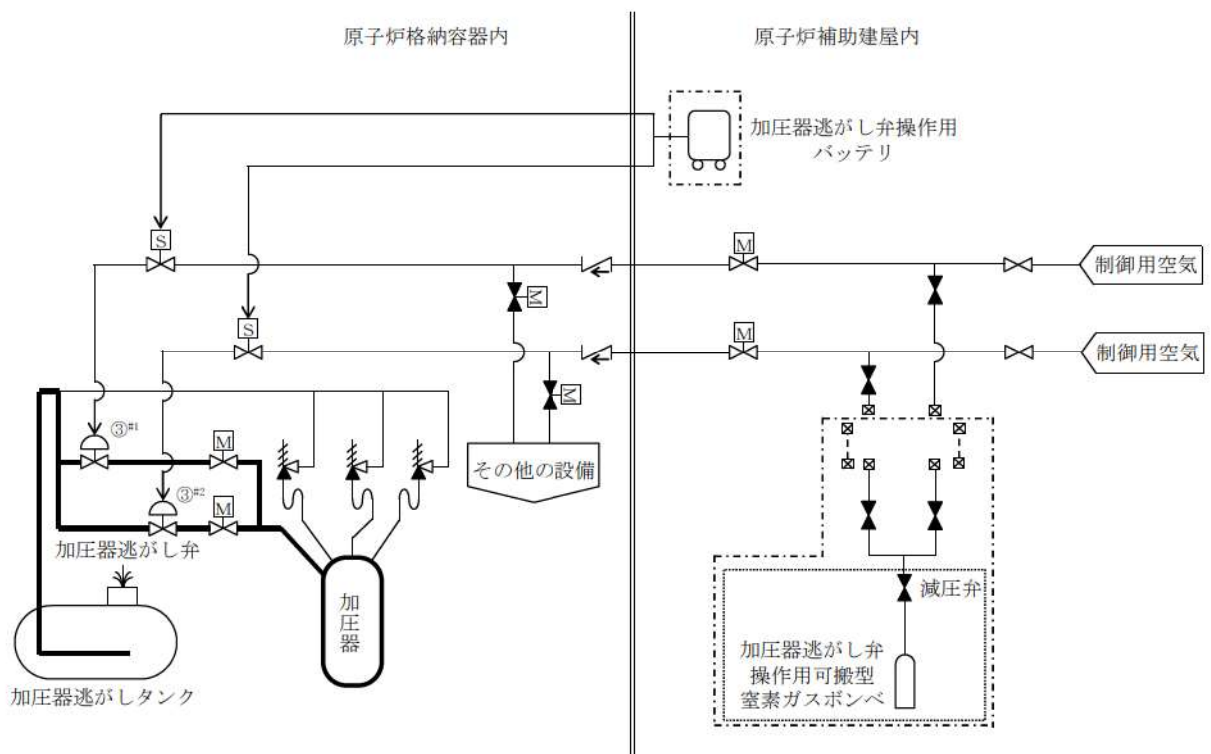 原子炉格納容器内
原子炉補助建屋内
加圧器逃がし弁操作用
バッテリ
S
M
制御用空気
M
S
M
制御用空気
M
③#1
M
その他の設備
③#2
M
加圧器逃がし弁
減圧弁
加圧器
加圧器逃がし弁
操作用可搬型
窒素ガスボンベ
加圧器逃がしタンク